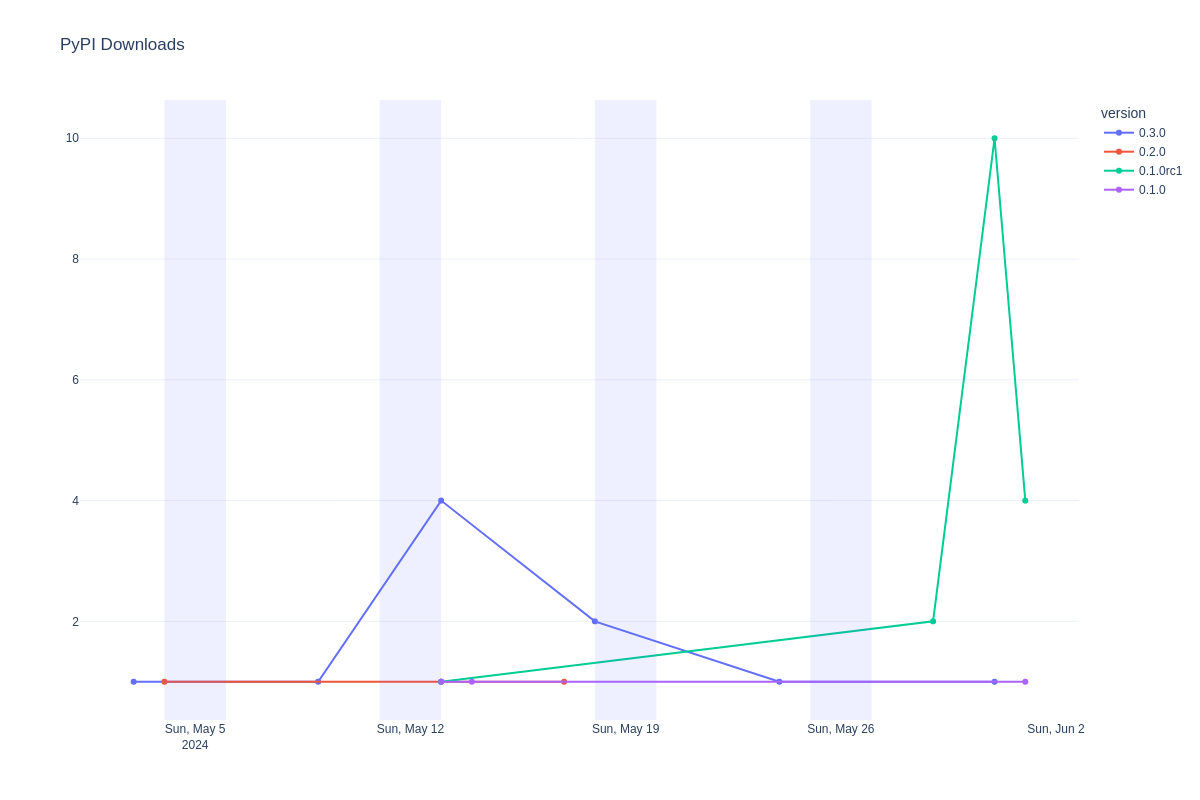 PyPI Downloads
version
0.3.0
0.2.0
0.1.0rc1
0.1.0
10
8
6
4
2
Sun, May 5
2024
Sun, May 12
Sun, May 19
Sun, May 26
Sun, Jun 2